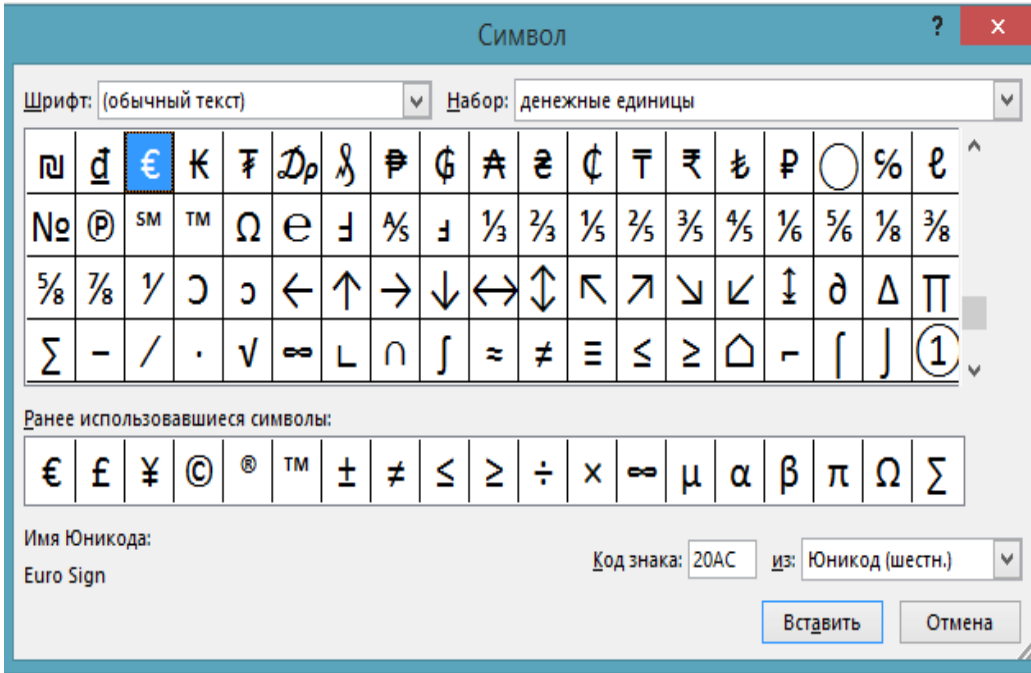 Символ
? x
Шрифт: (обычный текст) Набор: денежные единицы
₪ ₫ € ₭ ₮ ₯ ₰ ₱ ₲ ₳ ₴ ₵ ₸ ₹ ₺ ₽ ◯ ℅ ℓ
№ ℗ ℠ ™ Ω ℮ Ⅎ ⅍ ⅎ ⅓ ⅔ ⅕ ⅖ ⅗ ⅘ ⅙ ⅚ ⅛ ⅜
⅝ ⅞ ⅟ Ↄ ↄ ← ↑ → ↓ ↔ ↕ ↖ ↗ ↘ ↙ ↨ ∂ ∆ ∏
∑ − ∕ ∙ √ ∞ ∟ ∩ ∫ ≈ ≠ ≡ ≤ ≥ ⌂ ⌐ ⌠ ⌡ ①
Ранее использовавшиеся символы:
€ £ ¥ © ® ™ ± ≠ ≤ ≥ ÷ × ∞ µ α β π Ω ∑
Имя Юникода:
Euro Sign
Код знака: 20AC из: Юникод (шестн.)
Вставить Отмена